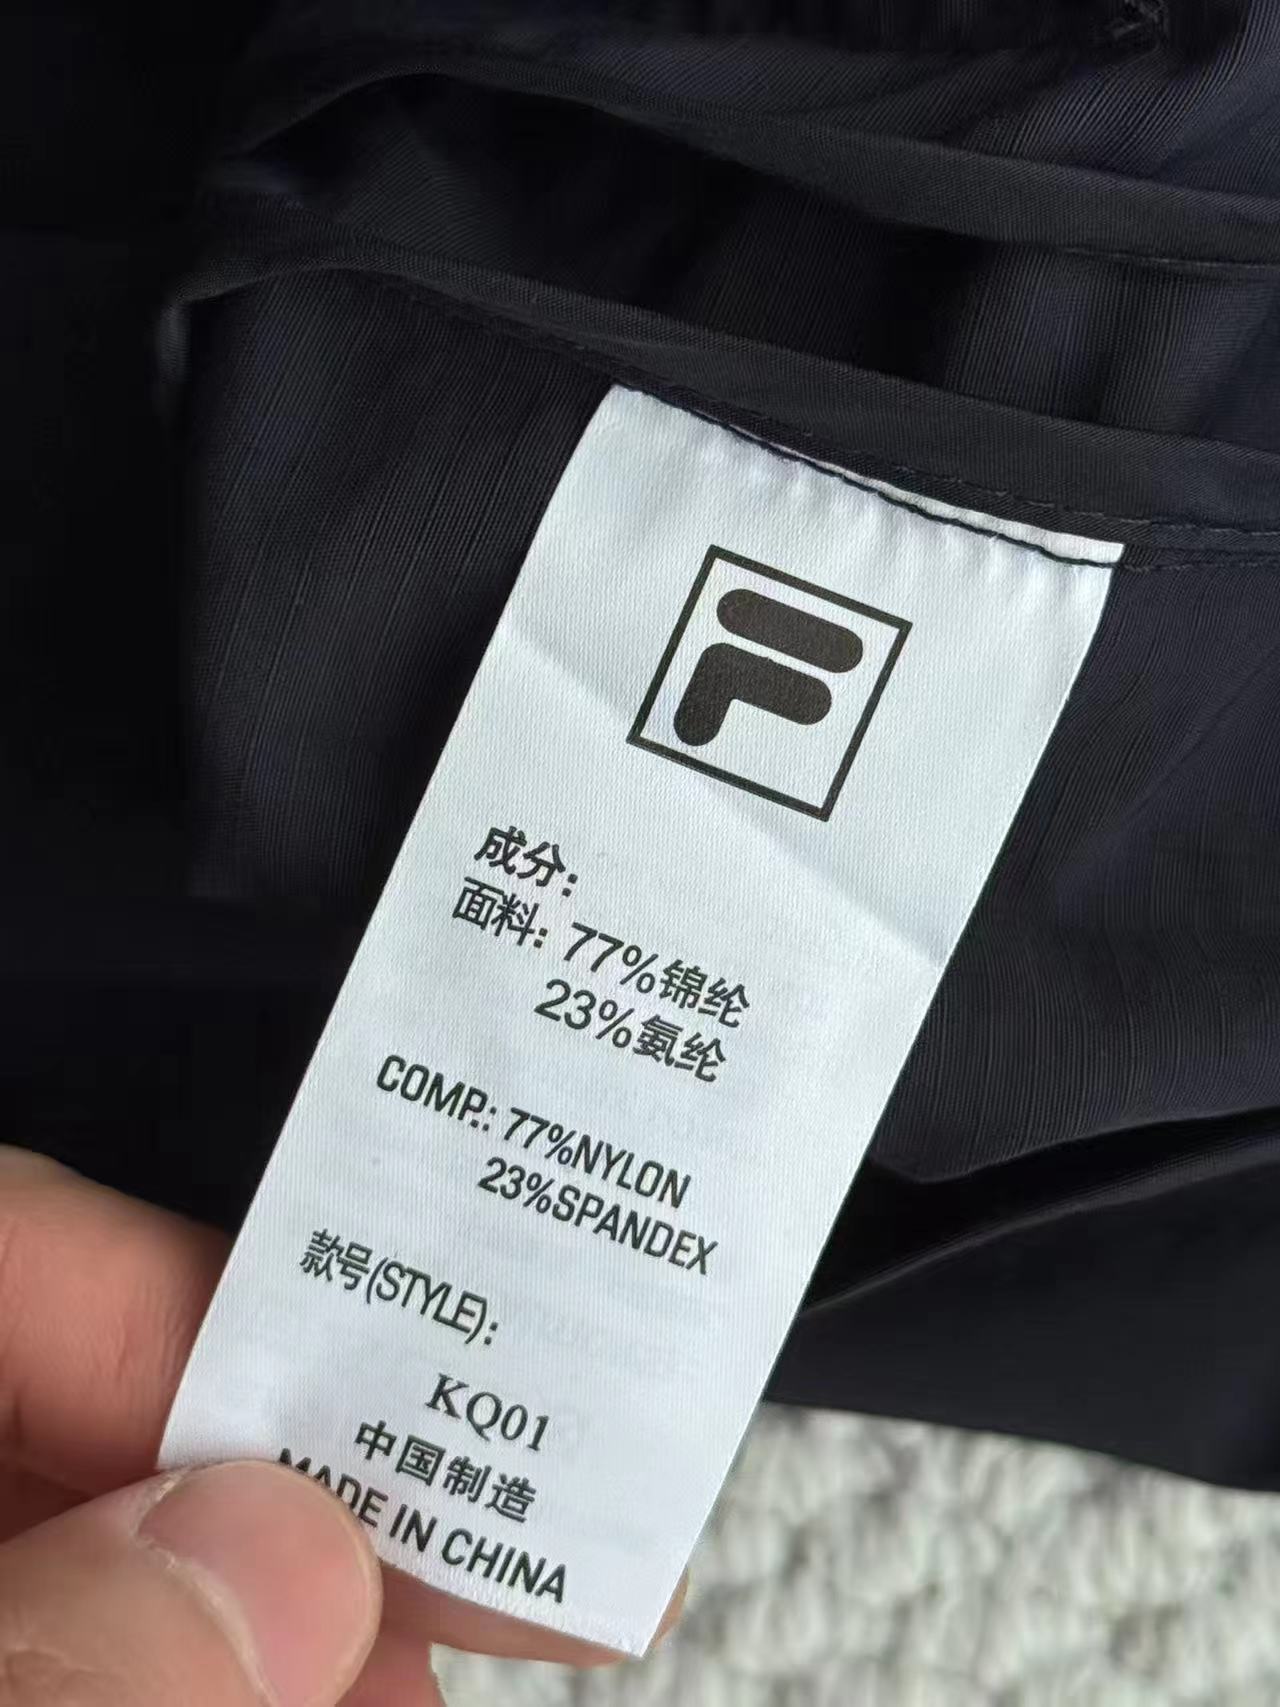 F
成分：
面料：77%锦纶
23%氨纶
COMP.: 77%NYLON
23%SPANDEX
款号(STYLE):
KQ01
中国制造
MADE IN CHINA